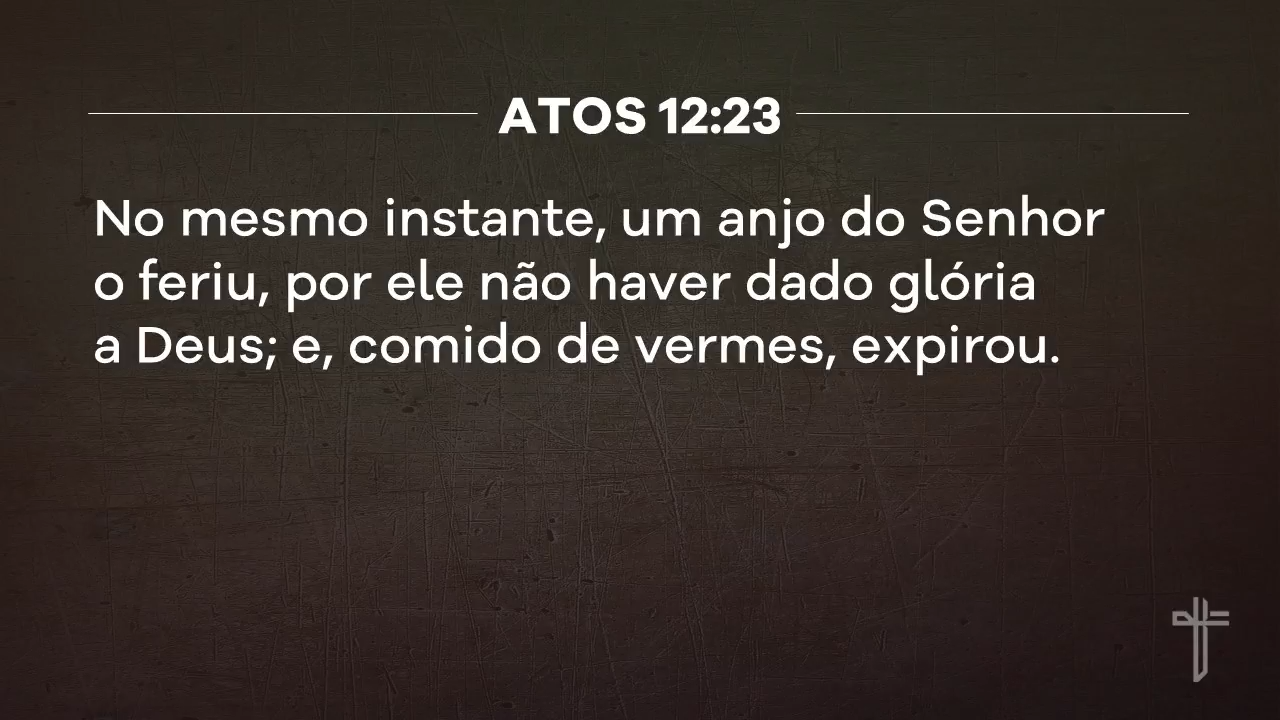 ATOS 12:23
No mesmo instante, um anjo do Senhor
o feriu, por ele não haver dado glória
a Deus; e, comido de vermes, expirou.